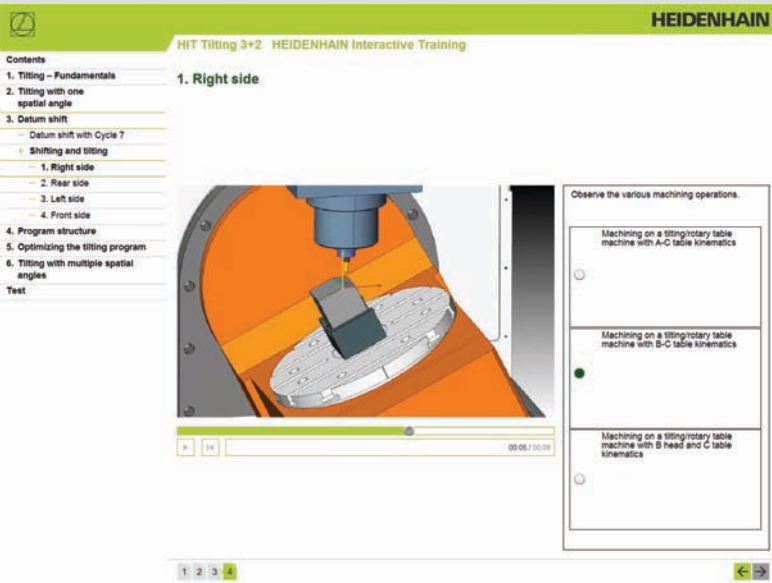 HEIDENHAIN
HIT Tilting 3+2 HEIDENHAIN Interactive Training
Contents
1. Tilting – Fundamentals
2. Tilting with one
spatial angle
3. Datum shift
– Datum shift with Cycle 7
+ Shifting and tilting
– 1. Right side
– 2. Rear side
– 3. Left side
– 4. Front side
4. Program structure
5. Optimizing the tilting program
6. Tilting with multiple spatial
angles
Test
1. Right side
Observe the various machining operations.
Machining on a tilting/rotary table
machine with A-C table kinematics
Machining on a tilting/rotary table
machine with B-C table kinematics
Machining on a tilting/rotary table
machine with B head and C table
kinematics
00:05 / 00:08
1 2 3 4